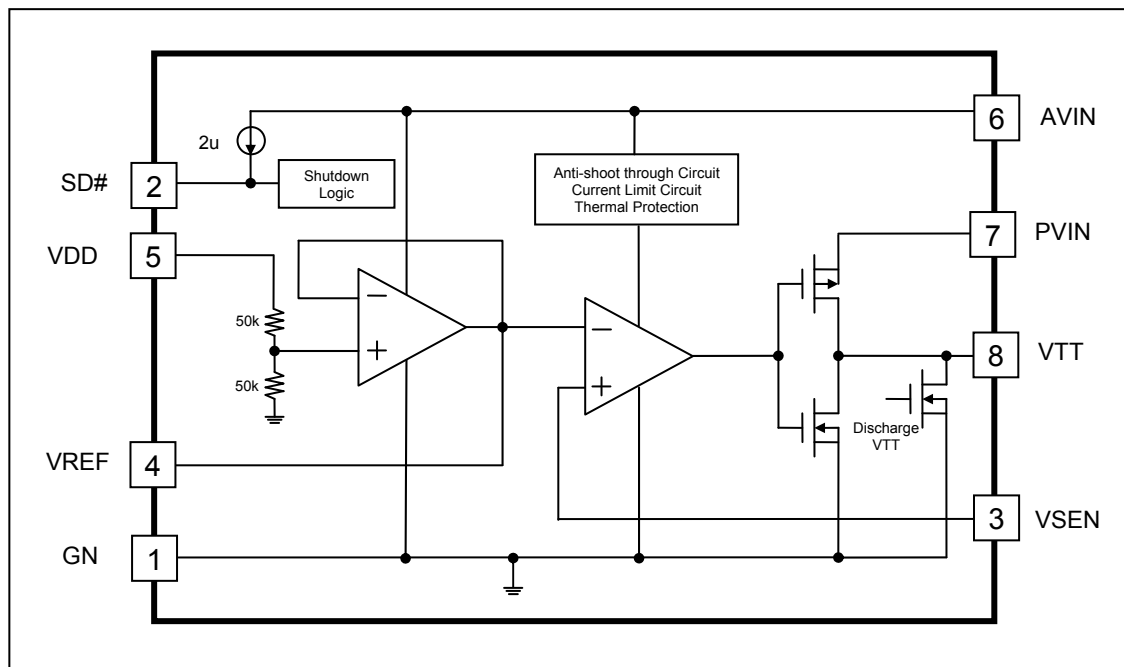 6
AVIN
2u
SD#
2
Shutdown
Logic
Anti-shoot through Circuit
Current Limit Circuit
Thermal Protection
VDD
5
7
PVIN
50k
−
+
50k
−
+
8
VTT
Discharge
VTT
VREF
4
3
VSEN
GN
1